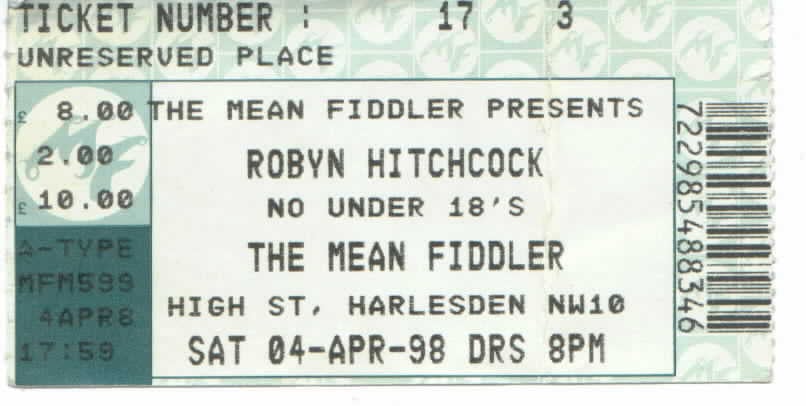 TICKET NUMBER : 17 3
UNRESERVED PLACE
£ 8.00
2.00
£ 10.00
A-TYPE
MFM599
4APR8
17:59
THE MEAN FIDDLER PRESENTS
ROBYN HITCHCOCK
NO UNDER 18'S
THE MEAN FIDDLER
HIGH ST, HARLESDEN NW10
SAT 04-APR-98 DRS 8PM
722985488346